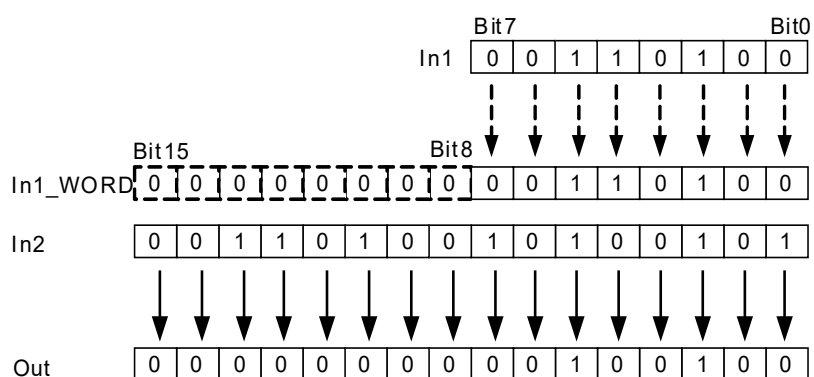 Bit7 Bit0
In1 0 0 1 1 0 1 0 0
Bit15 Bit8
In1_WORD 0 0 0 0 0 0 0 0 0 0 1 1 0 1 0 0
In2 0 0 1 1 0 1 0 0 1 0 1 0 0 1 0 1
Out 0 0 0 0 0 0 0 0 0 0 1 0 0 1 0 0